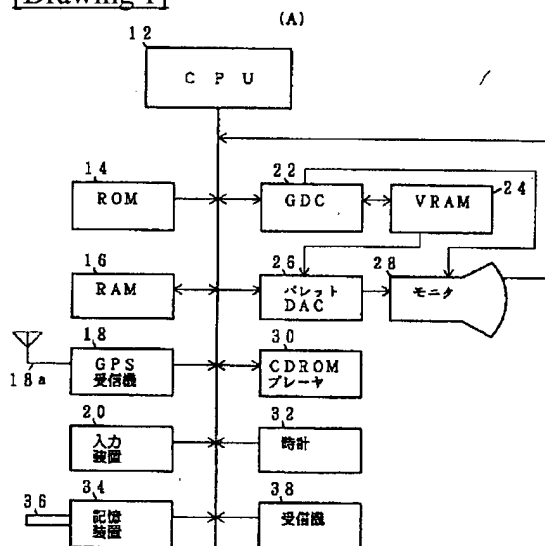 [Drawing 1]
(A)
12
CPU
14
ROM
22
GDC
24
VRAM
16
RAM
26
パレット
DAC
28
モニタ
18
GPS
受信機
18a
30
CDROM
プレーヤ
20
入力
装置
32
時計
34
記憶
装置
36
38
受信機